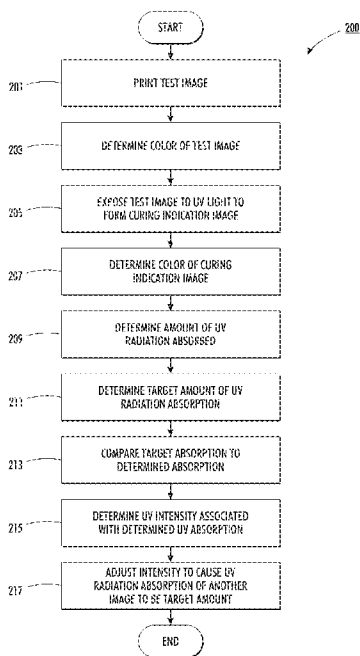 START
200
201
PRINT TEST IMAGE
203
DETERMINE COLOR OF TEST IMAGE
205
EXPOSE TEST IMAGE TO UV LIGHT TO
FORM CURING INDICATION IMAGE
207
DETERMINE COLOR OF CURING
INDICATION IMAGE
209
DETERMINE AMOUNT OF UV
RADIATION ABSORBED
211
DETERMINE TARGET AMOUNT OF UV
RADIATION ABSORPTION
213
COMPARE TARGET ABSORPTION TO
DETERMINED ABSORPTION
215
DETERMINE UV INTENSITY ASSOCIATED
WITH DETERMINED UV ABSORPTION
217
ADJUST INTENSITY TO CAUSE UV
RADIATION ABSORPTION OF ANOTHER
IMAGE TO BE TARGET AMOUNT
END